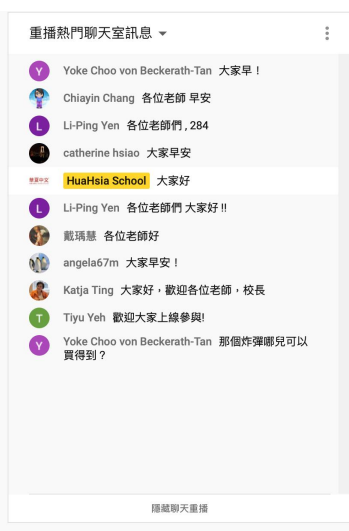 重播熱門聊天室訊息
Y Yoke Choo von Beckerath-Tan 大家早！
Chiayin Chang 各位老師 早安
L Li-Ping Yen 各位老師們 , 284
catherine hsiao 大家早安
華夏中文 HuaHsia School 大家好
L Li-Ping Yen 各位老師們 大家好 !!
戴瑀慧 各位老師好
angela67m 大家早安！
Katja Ting 大家好，歡迎各位老師，校長
T Tiyu Yeh 歡迎大家上線參與!
Y Yoke Choo von Beckerath-Tan 那個炸彈哪兒可以
買得到？
隱藏聊天重播